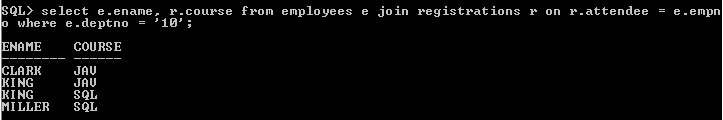 SQL> select e.ename, r.course from employees e join registrations r on r.attendee = e.empn
o where e.deptno = '10';
ENAME COURSE
-------- ------
CLARK JAV
KING JAV
KING SQL
MILLER SQL